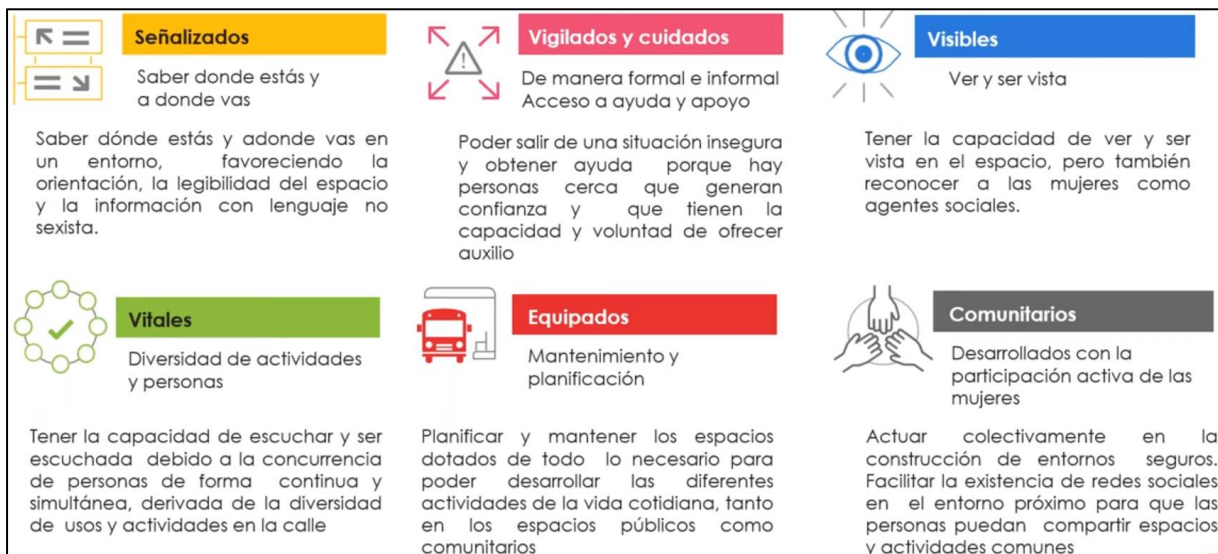 Señalizados
Saber donde estás y
a donde vas
Saber dónde estás y adonde vas en
un entorno, favoreciendo la
orientación, la legibilidad del espacio
y la información con lenguaje no
sexista.
Vigilados y cuidados
De manera formal e informal
Acceso a ayuda y apoyo
Poder salir de una situación insegura
y obtener ayuda porque hay
personas cerca que generan
confianza y que tienen la
capacidad y voluntad de ofrecer
auxilio
Visibles
Ver y ser vista
Tener la capacidad de ver y ser
vista en el espacio, pero también
reconocer a las mujeres como
agentes sociales.
Vitales
Diversidad de actividades
y personas
Tener la capacidad de escuchar y ser
escuchada debido a la concurrencia
de personas de forma continua y
simultánea, derivada de la diversidad
de usos y actividades en la calle
Equipados
Mantenimiento y
planificación
Planificar y mantener los espacios
dotados de todo lo necesario para
poder desarrollar las diferentes
actividades de la vida cotidiana, tanto
en los espacios públicos como
comunitarios
Comunitarios
Desarrollados con la
participación activa de las
mujeres
Actuar colectivamente en la
construcción de entornos seguros.
Facilitar la existencia de redes sociales
en el entorno próximo para que las
personas puedan compartir espacios
y actividades comunes